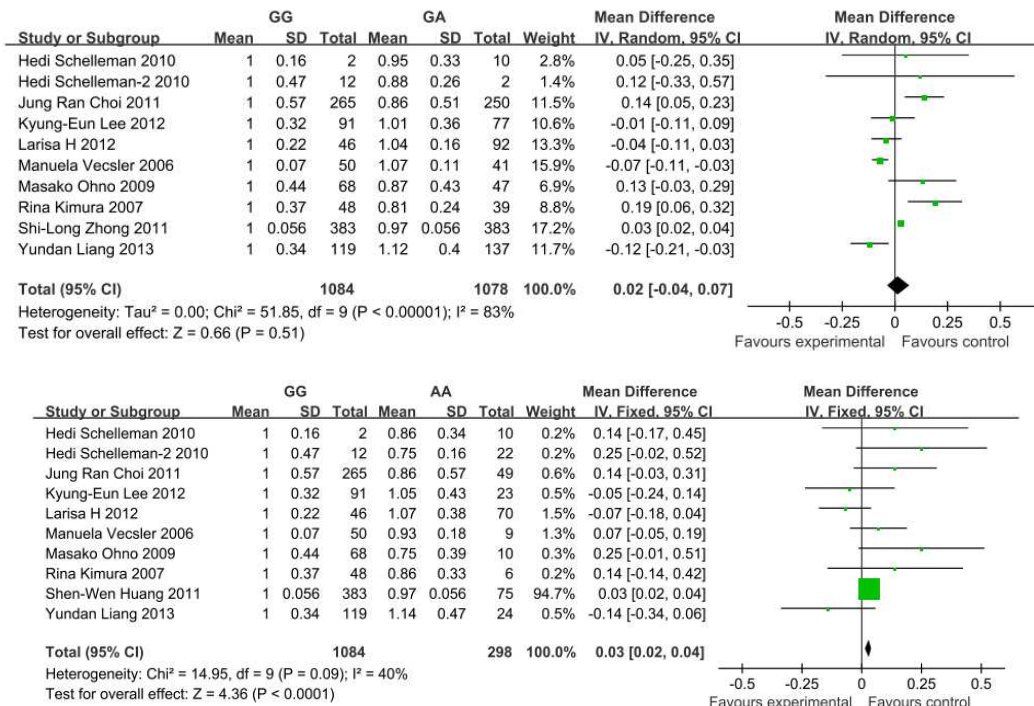 GG GA Mean Difference Mean Difference
Study or Subgroup Mean SD Total Mean SD Total Weight IV, Random, 95% CI IV, Random, 95% CI
Hedi Schelleman 2010 1 0.16 2 0.95 0.33 10 2.8% 0.05 [-0.25, 0.35]
Hedi Schelleman-2 2010 1 0.47 12 0.88 0.26 2 1.4% 0.12 [-0.33, 0.57]
Jung Ran Choi 2011 1 0.57 265 0.86 0.51 250 11.5% 0.14 [0.05, 0.23]
Kyung-Eun Lee 2012 1 0.32 91 1.01 0.36 77 10.6% -0.01 [-0.11, 0.09]
Larisa H 2012 1 0.22 46 1.04 0.16 92 13.3% -0.04 [-0.11, 0.03]
Manuela Vecsler 2006 1 0.07 50 1.07 0.11 41 15.9% -0.07 [-0.11, -0.03]
Masako Ohno 2009 1 0.44 68 0.87 0.43 47 6.9% 0.13 [-0.03, 0.29]
Rina Kimura 2007 1 0.37 48 0.81 0.24 39 8.8% 0.19 [0.06, 0.32]
Shi-Long Zhong 2011 1 0.056 383 0.97 0.056 383 17.2% 0.03 [0.02, 0.04]
Yundan Liang 2013 1 0.34 119 1.12 0.4 137 11.7% -0.12 [-0.21, -0.03]
Total (95% CI) 1084 1078 100.0% 0.02 [-0.04, 0.07]
Heterogeneity: Tau² = 0.00; Chi² = 51.85, df = 9 (P < 0.00001); I² = 83%
Test for overall effect: Z = 0.66 (P = 0.51)
-0.5 -0.25 0 0.25 0.5
Favours experimental Favours control
GG AA Mean Difference Mean Difference
Study or Subgroup Mean SD Total Mean SD Total Weight IV, Fixed, 95% CI IV, Fixed, 95% CI
Hedi Schelleman 2010 1 0.16 2 0.86 0.34 10 0.2% 0.14 [-0.17, 0.45]
Hedi Schelleman-2 2010 1 0.47 12 0.75 0.16 22 0.2% 0.25 [-0.02, 0.52]
Jung Ran Choi 2011 1 0.57 265 0.86 0.57 49 0.6% 0.14 [-0.03, 0.31]
Kyung-Eun Lee 2012 1 0.32 91 1.05 0.43 23 0.5% -0.05 [-0.24, 0.14]
Larisa H 2012 1 0.22 46 1.07 0.38 70 1.4% -0.07 [-0.18, 0.04]
Manuela Vecsler 2006 1 0.07 50 0.93 0.18 9 1.3% 0.07 [-0.05, 0.19]
Masako Ohno 2009 1 0.44 68 0.75 0.39 10 0.3% 0.25 [-0.01, 0.51]
Rina Kimura 2007 1 0.37 48 0.86 0.33 6 0.2% 0.14 [-0.14, 0.42]
Shen-Wen Huang 2011 1 0.056 383 0.97 0.056 75 94.7% 0.03 [0.02, 0.04]
Yundan Liang 2013 1 0.34 119 1.14 0.47 24 0.5% -0.14 [-0.34, 0.06]
Total (95% CI) 1084 298 100.0% 0.03 [0.02, 0.04]
Heterogeneity: Chi² = 14.95, df = 9 (P = 0.09); I² = 40%
Test for overall effect: Z = 4.36 (P < 0.0001)
-0.5 -0.25 0 0.25 0.5
Favours experimental Favours control